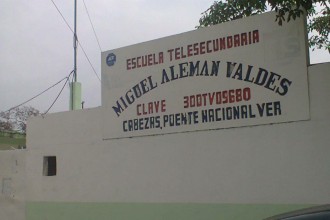 ESCUELA TELESECUNDARIA
MIGUEL ALEMAN VALDES
CLAVE 30DTV0568O
CABEZAS, PUENTE NACIONAL VER